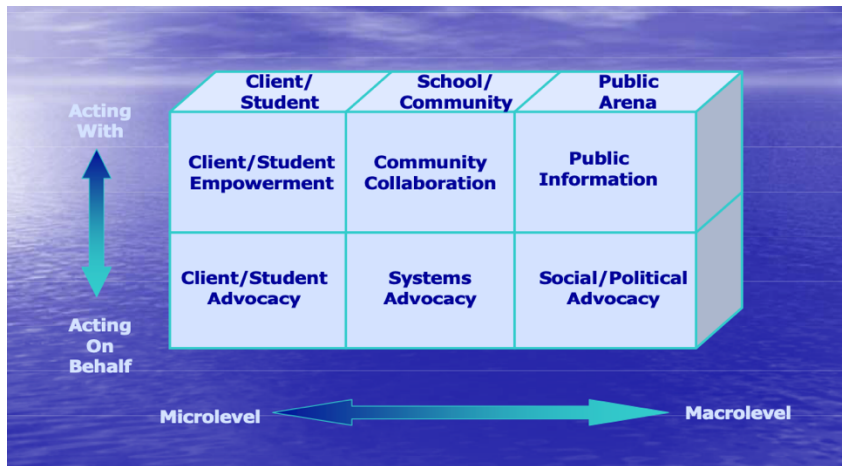 Client/
Student
School/
Community
Public
Arena
Acting
With
Client/Student
Empowerment
Community
Collaboration
Public
Information
Client/Student
Advocacy
Systems
Advocacy
Social/Political
Advocacy
Acting
On
Behalf
Microlevel
Macrolevel